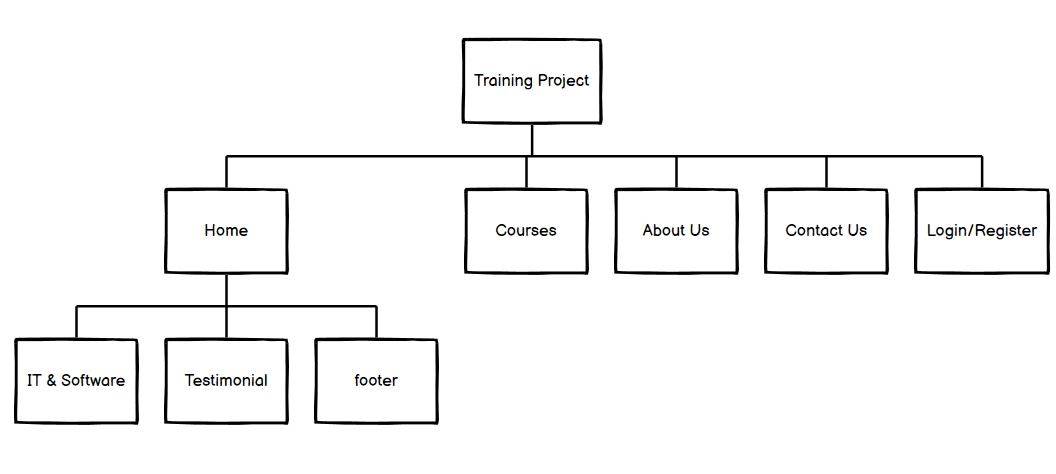 Training Project
Home
Courses
About Us
Contact Us
Login/Register
IT & Software
Testimonial
footer